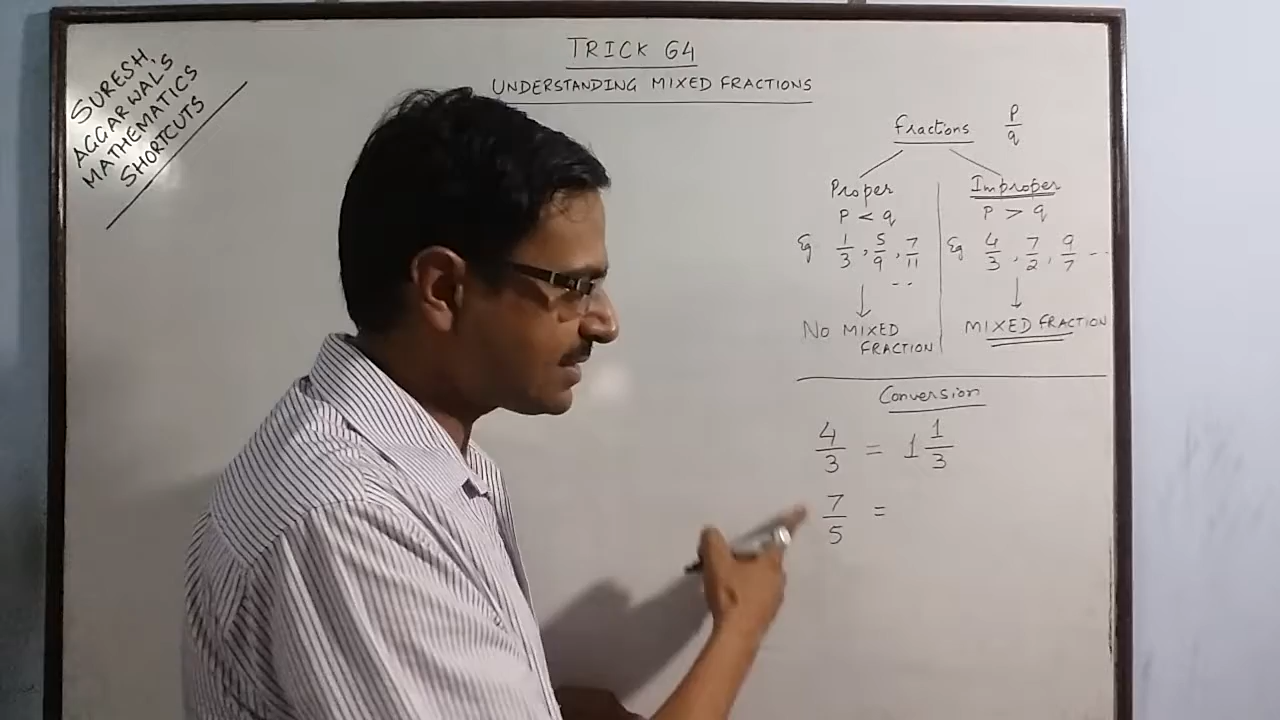 SURESH
AGGARWAL'S
MATHEMATICS
SHORTCUTS
TRICK 64
UNDERSTANDING MIXED FRACTIONS
Fractions P/q
Proper
P < q
Eg 1/3, 5/9, 7/11 --
No MIXED
FRACTION
Improper
P > q
Eg 4/3, 7/2, 9/7 --
MIXED FRACTION
Conversion
4/3 = 1 1/3
7/5 =